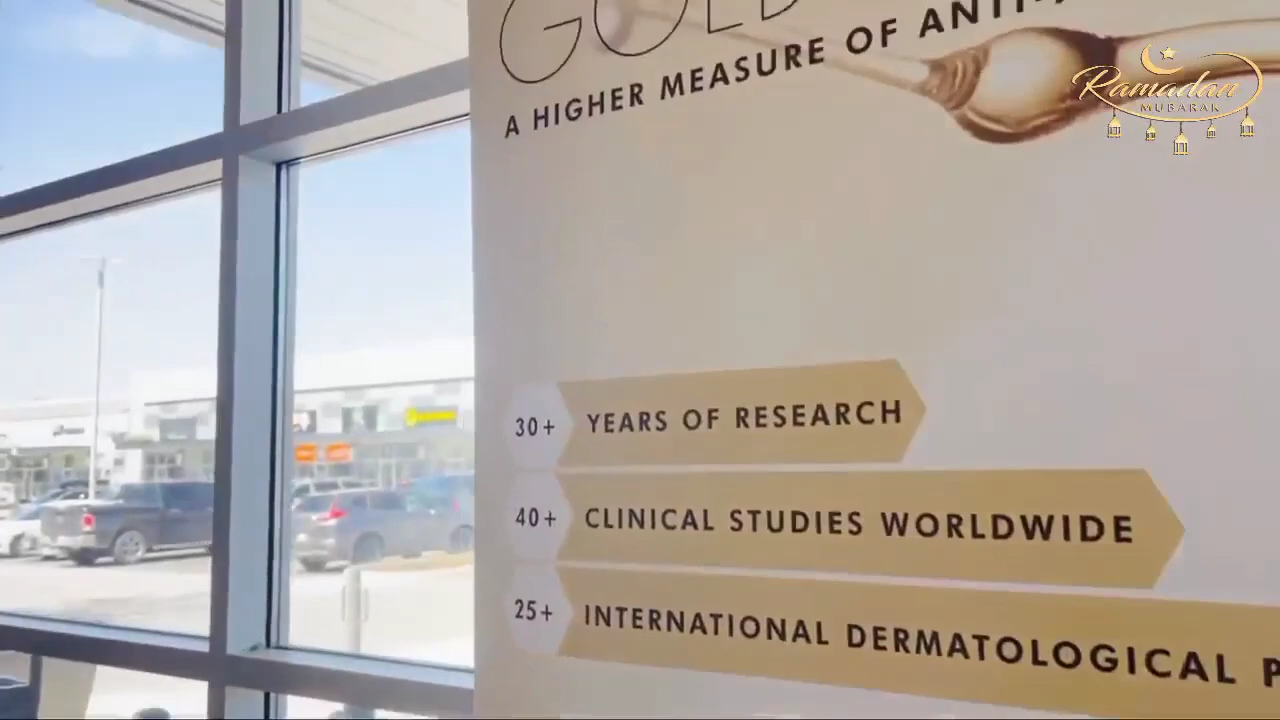 A HIGHER MEASURE OF
Ramadan
MUBARAK
30+ YEARS OF RESEARCH
40+ CLINICAL STUDIES WORLDWIDE
25+ INTERNATIONAL DERMATOLOGICAL